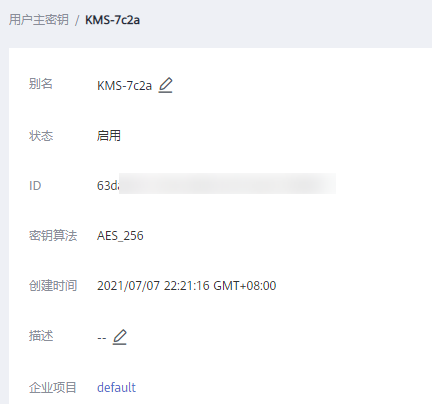 用户主密钥 / KMS-7c2a
别名 KMS-7c2a
状态 启用
ID 63da
密钥算法 AES_256
创建时间 2021/07/07 22:21:16 GMT+08:00
描述 --
企业项目 default